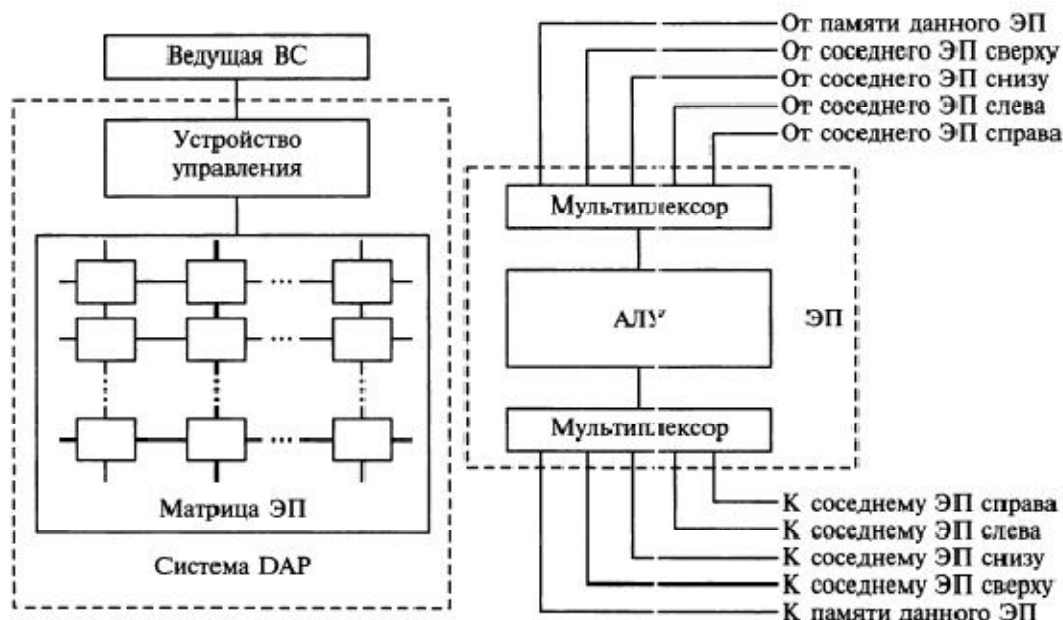 Ведущая ВС
Устройство
управления
Матрица ЭП
Система DAP
От памяти данного ЭП
От соседнего ЭП сверху
От соседнего ЭП снизу
От соседнего ЭП слева
От соседнего ЭП справа
Мультиплексор
АЛУ
ЭП
Мультиплексор
К соседнему ЭП справа
К соседнему ЭП слева
К соседнему ЭП снизу
К соседнему ЭП сверху
К памяти данного ЭП